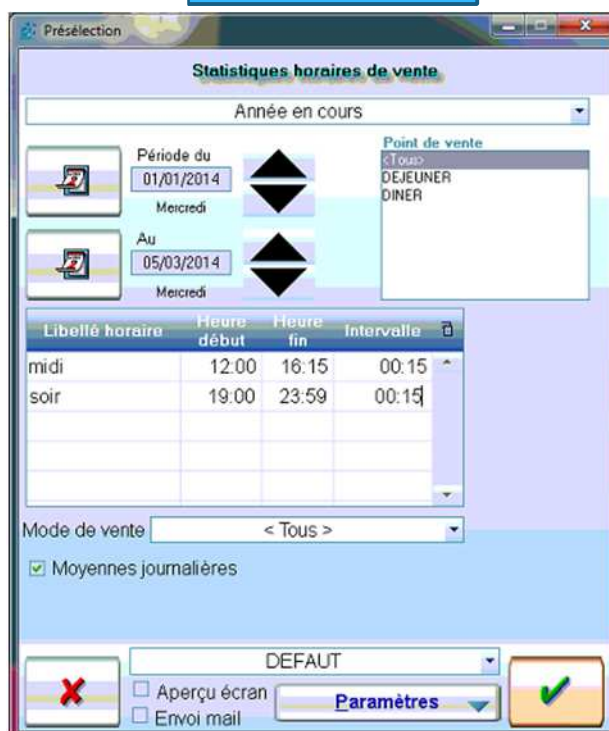 Présélection
Statistiques horaires de vente
Année en cours
Période du
01/01/2014
Mercredi
Au
05/03/2014
Mercredi
Point de vente
<Tous>
DEJEUNER
DINER
Libellé horaire Heure début Heure fin Intervalle
midi 12:00 16:15 00:15
soir 19:00 23:59 00:15
Mode de vente < Tous >
Moyennes journalières
DEFAUT
Aperçu écran
Envoi mail
Paramètres